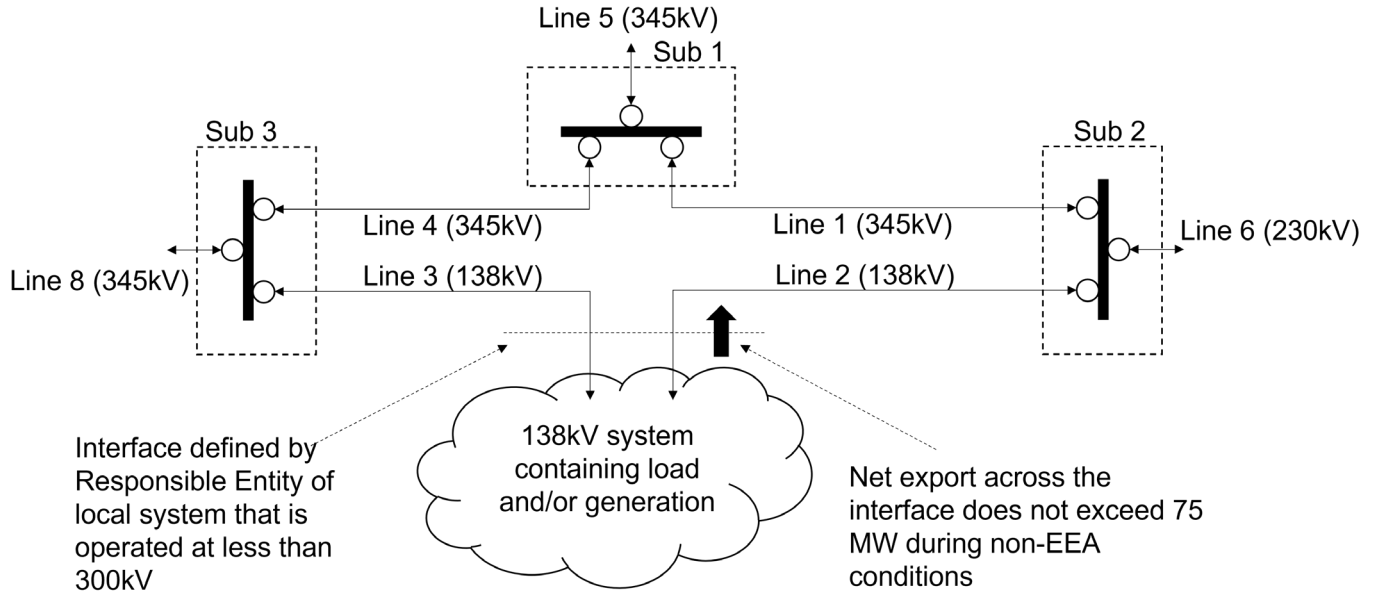 Line 5 (345kV)
Sub 1
Sub 3
Sub 2
Line 4 (345kV)
Line 1 (345kV)
Line 6 (230kV)
Line 8 (345kV)
Line 3 (138kV)
Line 2 (138kV)
138kV system
containing load
and/or generation
Interface defined by
Responsible Entity of
local system that is
operated at less than
300kV
Net export across the
interface does not exceed 75
MW during non-EEA
conditions